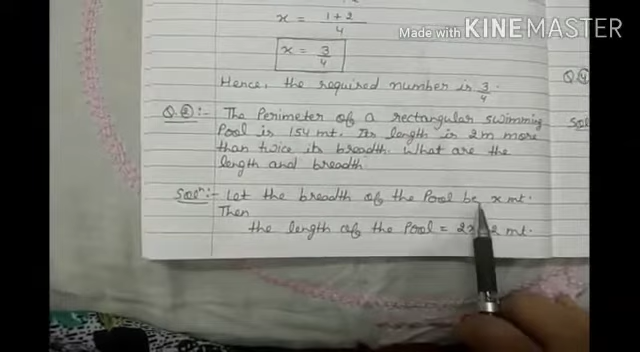 x = 1 + 2 / 4
Made with KINEMASTER
x = 3/4
Hence, the required number is 3/4.
Q.②:- The Perimeter of a rectangular swimming
Pool is 154 mt. Its length is 2m more
than twice its breadth. What are the
length and breadth
Solⁿ:- Let the breadth of the Pool be x mt.
Then
the length of the Pool = 2x 2 mt.
Q④
Sol